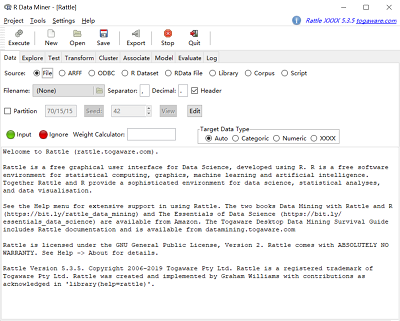 R Data Miner - [Rattle]
Project Tools Settings Help
Rattle XXXX 5.3.5 togaware.com
Execute New Open Save Export Stop Quit
Data Explore Test Transform Cluster Associate Model Evaluate Log
Source: File ARFF ODBC R Dataset RData File Library Corpus Script
Filename: (None) Separator: , Decimal: . Header
Partition 70/15/15 Seed: 42 View Edit
Input Ignore Weight Calculator:
Target Data Type
Auto Categoric Numeric XXXX
Welcome to Rattle (rattle.togaware.com).
Rattle is a free graphical user interface for Data Science, developed using R. R is a free software
environment for statistical computing, graphics, machine learning and artificial intelligence.
Together Rattle and R provide a sophisticated environment for data science, statistical analyses,
and data visualisation.
See the Help menu for extensive support in using Rattle. The two books Data Mining with Rattle and R
(https://bit.ly/rattle_data_mining) and The Essentials of Data Science (https://bit.ly/
essentials_data_science) are available from Amazon. The Togaware Desktop Data Mining Survival Guide
includes Rattle documentation and is available from datamining.togaware.com
Rattle is licensed under the GNU General Public License, Version 2. Rattle comes with ABSOLUTELY NO
WARRANTY. See Help -> About for details.
Rattle Version 5.3.5. Copyright 2006-2019 Togaware Pty Ltd. Rattle is a registered trademark of
Togaware Pty Ltd. Rattle was created and implemented by Graham Williams with contributions as
acknowledged in 'library(help=rattle)'.